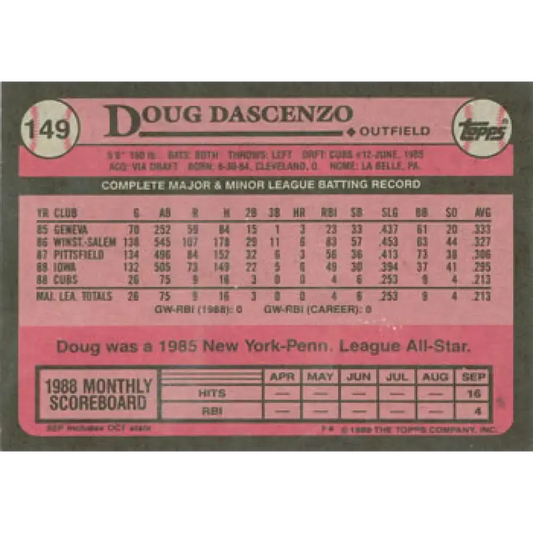 149
DOUG DASCENZO
OUTFIELD
Topps
5'8" 160 lb. BATS: BOTH THROWS: LEFT DRFT: CUBS #12-JUNE, 1985
ACQ: VIA DRAFT BORN: 6-30-64, CLEVELAND, O HOME: LA BELLE, PA.
COMPLETE MAJOR & MINOR LEAGUE BATTING RECORD
YR CLUB G AB R H 2B 3B HR RBI SB SLG BB SO AVG
85 GENEVA 70 252 59 84 15 1 3 23 33 .437 61 20 .333
86 WINST.-SALEM 138 545 107 178 29 11 6 83 57 .453 63 44 .327
87 PITTSFIELD 134 496 84 152 32 6 3 56 36 .413 73 38 .306
88 IOWA 132 505 73 149 22 5 6 49 30 .394 37 41 .295
88 CUBS 26 75 9 16 3 0 0 4 6 .253 9 4 .213
MAJ. LEA. TOTALS 26 75 9 16 3 0 0 4 6 .253 9 4 .213
GW-RBI (1988): 0 GW-RBI (CAREER): 0
Doug was a 1985 New York-Penn. League All-Star.
1988 MONTHLY SCOREBOARD
APR MAY JUN JUL AUG SEP
HITS — — — — — 16
RBI — — — — — 4
SEP includes OCT stats
© 1989 THE TOPPS COMPANY, INC.